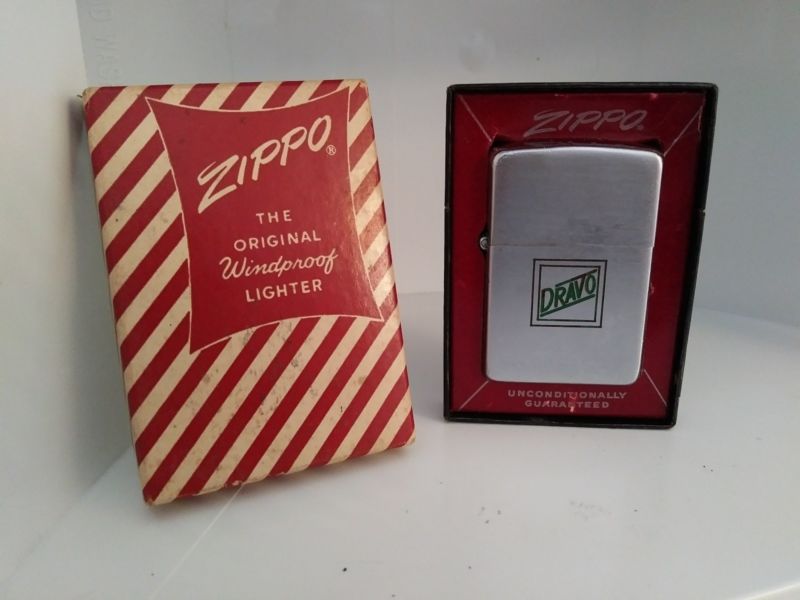 ZIPPO®
THE
ORIGINAL
Windproof
LIGHTER
ZIPPO®
DRAVO
UNCONDITIONALLY
GUARANTEED